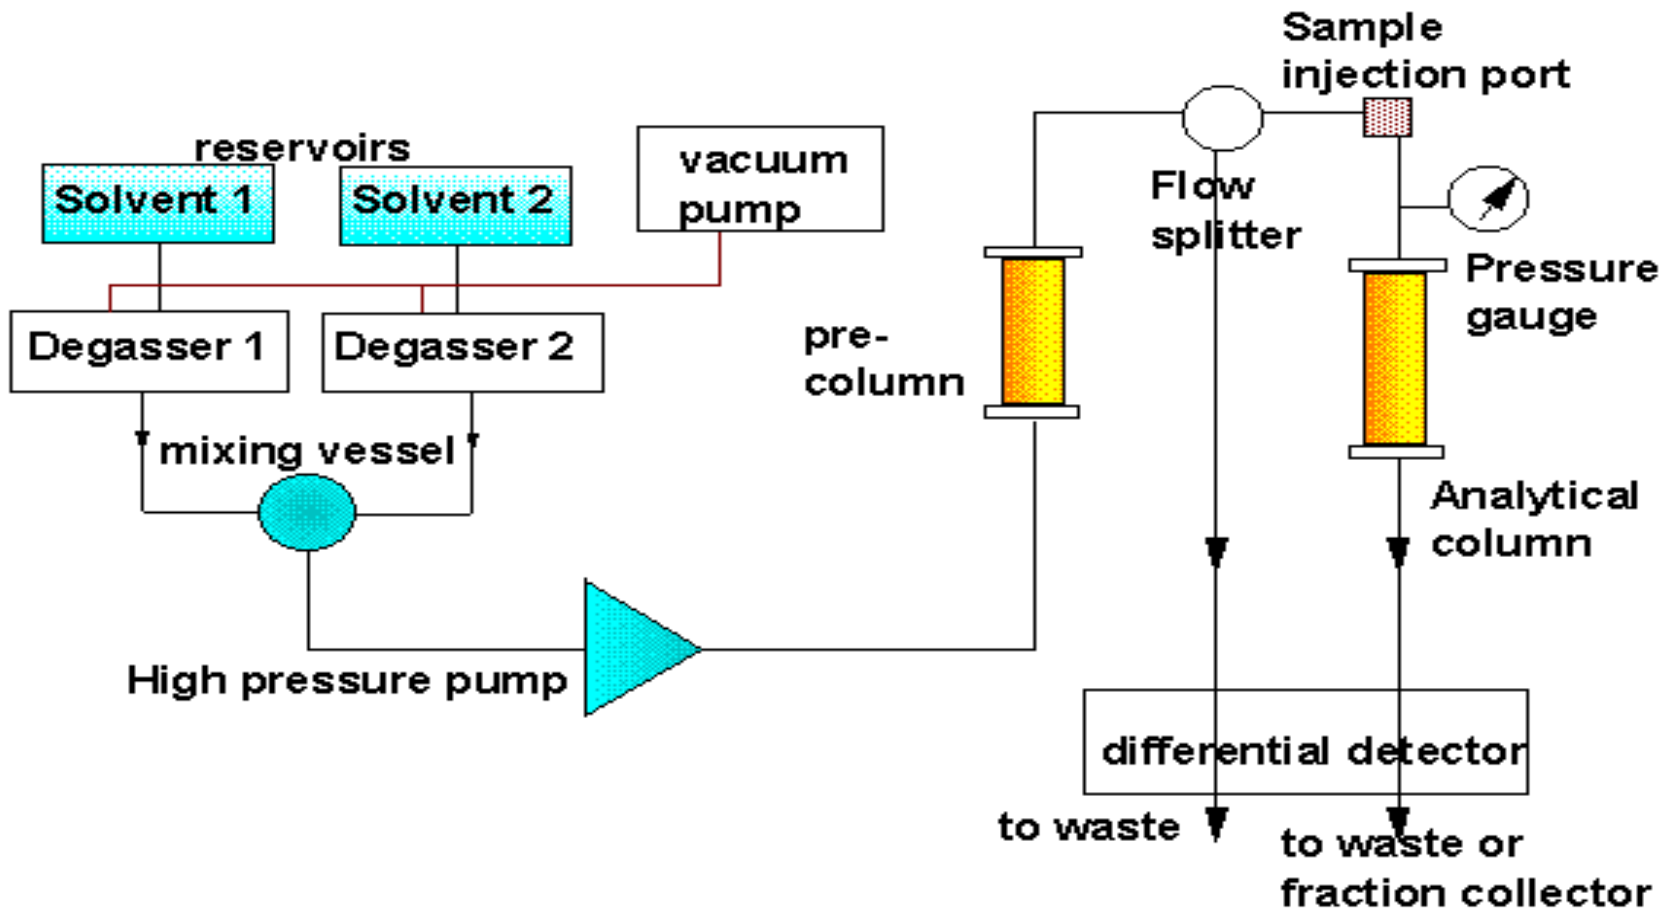 Sample
injection port
reservoirs
Solvent 1
Solvent 2
vacuum
pump
Flow
splitter
Pressure
gauge
Degasser 1
Degasser 2
pre-
column
mixing vessel
Analytical
column
High pressure pump
differential detector
to waste
to waste or
fraction collector